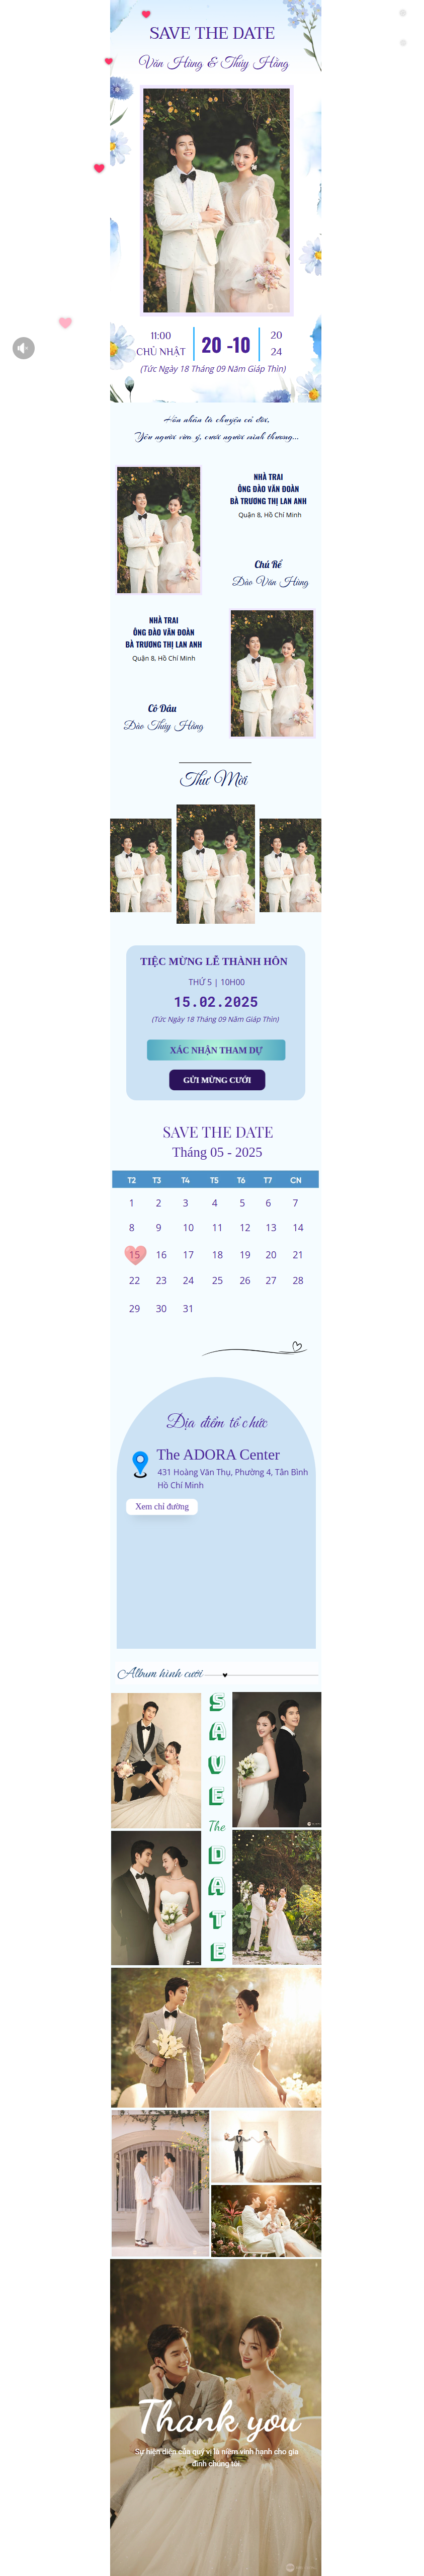 SAVE THE DATE
Văn Hùng & Thúy Hằng
11:00
CHỦ NHẬT
20 -10
20
24
(Tức Ngày 18 Tháng 09 Năm Giáp Thìn)
Hôn nhân là chuyện cả đời,
Yêu người vừa ý, cưới người mình thương...
NHÀ TRAI
ÔNG ĐÀO VĂN ĐOÀN
BÀ TRƯƠNG THỊ LAN ANH
Quận 8, Hồ Chí Minh
Chú Rể
Đào Văn Hùng
NHÀ TRAI
ÔNG ĐÀO VĂN ĐOÀN
BÀ TRƯƠNG THỊ LAN ANH
Quận 8, Hồ Chí Minh
Cô Dâu
Đào Thúy Hằng
Thư Mời
TIỆC MỪNG LỄ THÀNH HÔN
THỨ 5 | 10H00
15.02.2025
(Tức Ngày 18 Tháng 09 Năm Giáp Thìn)
XÁC NHẬN THAM DỰ
GỬI MỪNG CƯỚI
SAVE THE DATE
Tháng 05 - 2025
T2 T3 T4 T5 T6 T7 CN
1 2 3 4 5 6 7
8 9 10 11 12 13 14
15 16 17 18 19 20 21
22 23 24 25 26 27 28
29 30 31
Địa điểm tổ chức
The ADORA Center
431 Hoàng Văn Thụ, Phường 4, Tân Bình
Hồ Chí Minh
Xem chỉ đường
Album hình cưới
SAVE
The
DATE
Thank you
Sự hiện diện của quý vị là niềm vinh hạnh cho gia
đình chúng tôi.